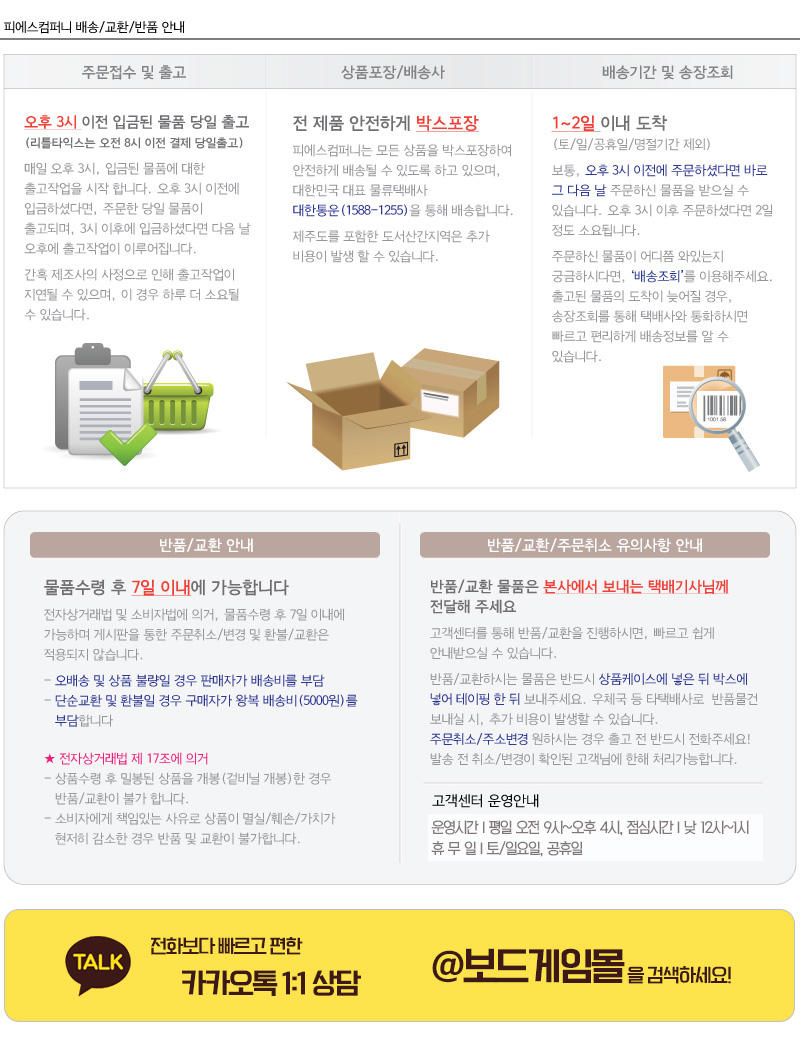 피에스컴퍼니 배송/교환/반품 안내
주문접수 및 출고
오후 3시 이전 입금된 물품 당일 출고
(리틀타익스는 오전 8시 이전 결제 당일출고)
매일 오후 3시, 입금된 물품에 대한
출고작업을 시작 합니다. 오후 3시 이전에
입금하셨다면, 주문한 당일 물품이
출고되며, 3시 이후에 입금하셨다면 다음 날
오후에 출고작업이 이루어집니다.
간혹 제조사의 사정으로 인해 출고작업이
지연될 수 있으며, 이 경우 하루 더 소요될
수 있습니다.
상품포장/배송사
전 제품 안전하게 박스포장
피에스컴퍼니는 모든 상품을 박스포장하여
안전하게 배송될 수 있도록 하고 있으며,
대한민국 대표 물류택배사
대한통운(1588-1255)을 통해 배송합니다.
제주도를 포함한 도서산간지역은 추가
비용이 발생 할 수 있습니다.
배송기간 및 송장조회
1~2일 이내 도착
(토/일/공휴일/명절기간 제외)
보통, 오후 3시 이전에 주문하셨다면 바로
그 다음 날 주문하신 물품을 받으실 수
있습니다. 오후 3시 이후 주문하셨다면 2일
정도 소요됩니다.
주문하신 물품이 어디쯤 와있는지
궁금하시다면, '배송조회'를 이용해주세요.
출고된 물품의 도착이 늦어질 경우,
송장조회를 통해 택배사와 통화하시면
빠르고 편리하게 배송정보를 알 수
있습니다.
반품/교환 안내
물품수령 후 7일 이내에 가능합니다
전자상거래법 및 소비자법에 의거, 물품수령 후 7일 이내에
가능하며 게시판을 통한 주문취소/변경 및 환불/교환은
적용되지 않습니다.
- 오배송 및 상품 불량일 경우 판매자가 배송비를 부담
- 단순교환 및 환불일 경우 구매자가 왕복 배송비(5000원)를
부담합니다
★ 전자상거래법 제 17조에 의거
- 상품수령 후 밀봉된 상품을 개봉(겉비닐 개봉)한 경우
반품/교환이 불가 합니다.
- 소비자에게 책임있는 사유로 상품이 멸실/훼손/가치가
현저히 감소한 경우 반품 및 교환이 불가합니다.
반품/교환/주문취소 유의사항 안내
반품/교환 물품은 본사에서 보내는 택배기사님께
전달해 주세요
고객센터를 통해 반품/교환을 진행하시면, 빠르고 쉽게
안내받으실 수 있습니다.
반품/교환하시는 물품은 반드시 상품케이스에 넣은 뒤 박스에
넣어 테이핑 한 뒤 보내주세요. 우체국 등 타택배사로 반품물건
보내실 시, 추가 비용이 발생할 수 있습니다.
주문취소/주소변경 원하시는 경우 출고 전 반드시 전화주세요!
발송 전 취소/변경이 확인된 고객님에 한해 처리가능합니다.
고객센터 운영안내
운영시간 | 평일 오전 9시~오후 4시, 점심시간 | 낮 12시~1시
휴 무 일 | 토/일요일, 공휴일
TALK
전화보다 빠르고 편한
카카오톡 1:1 상담
@보드게임몰을 검색하세요!